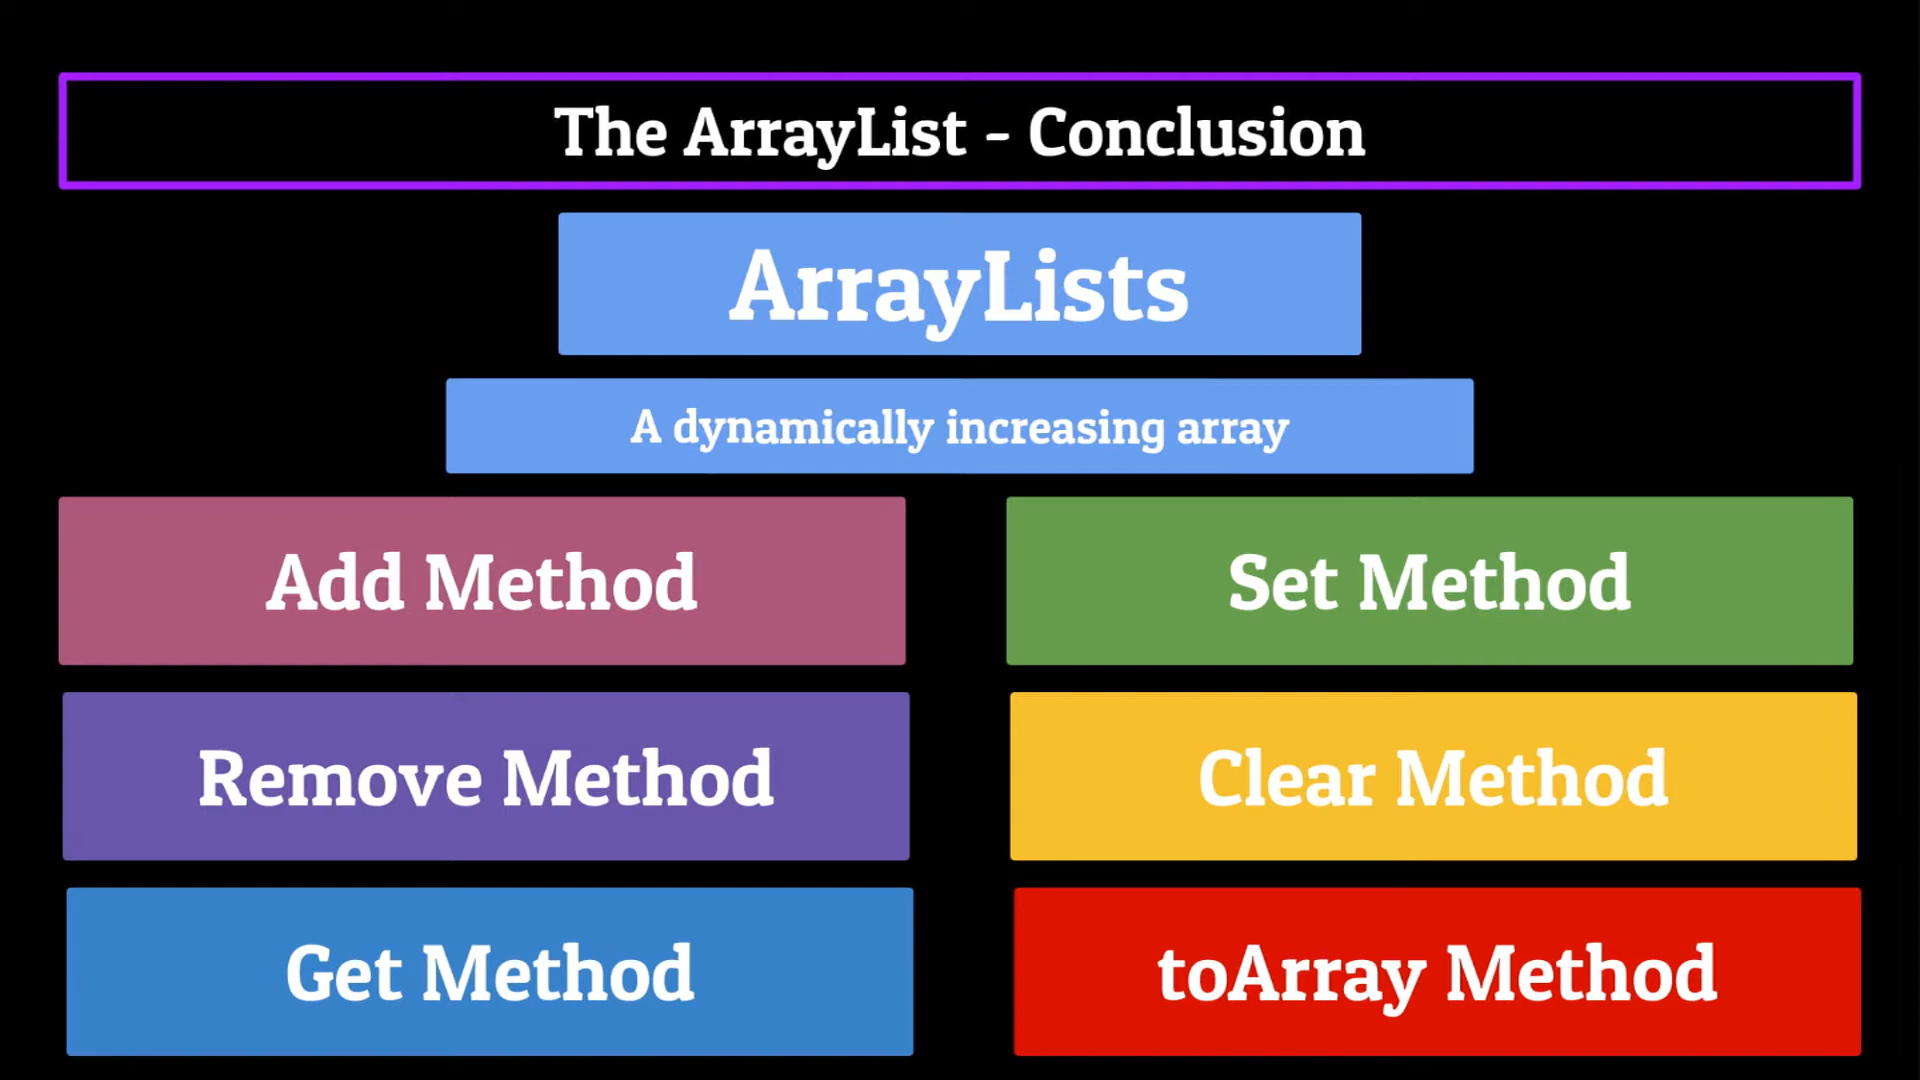 The ArrayList - Conclusion
ArrayLists
A dynamically increasing array
Add Method
Set Method
Remove Method
Clear Method
Get Method
toArray Method